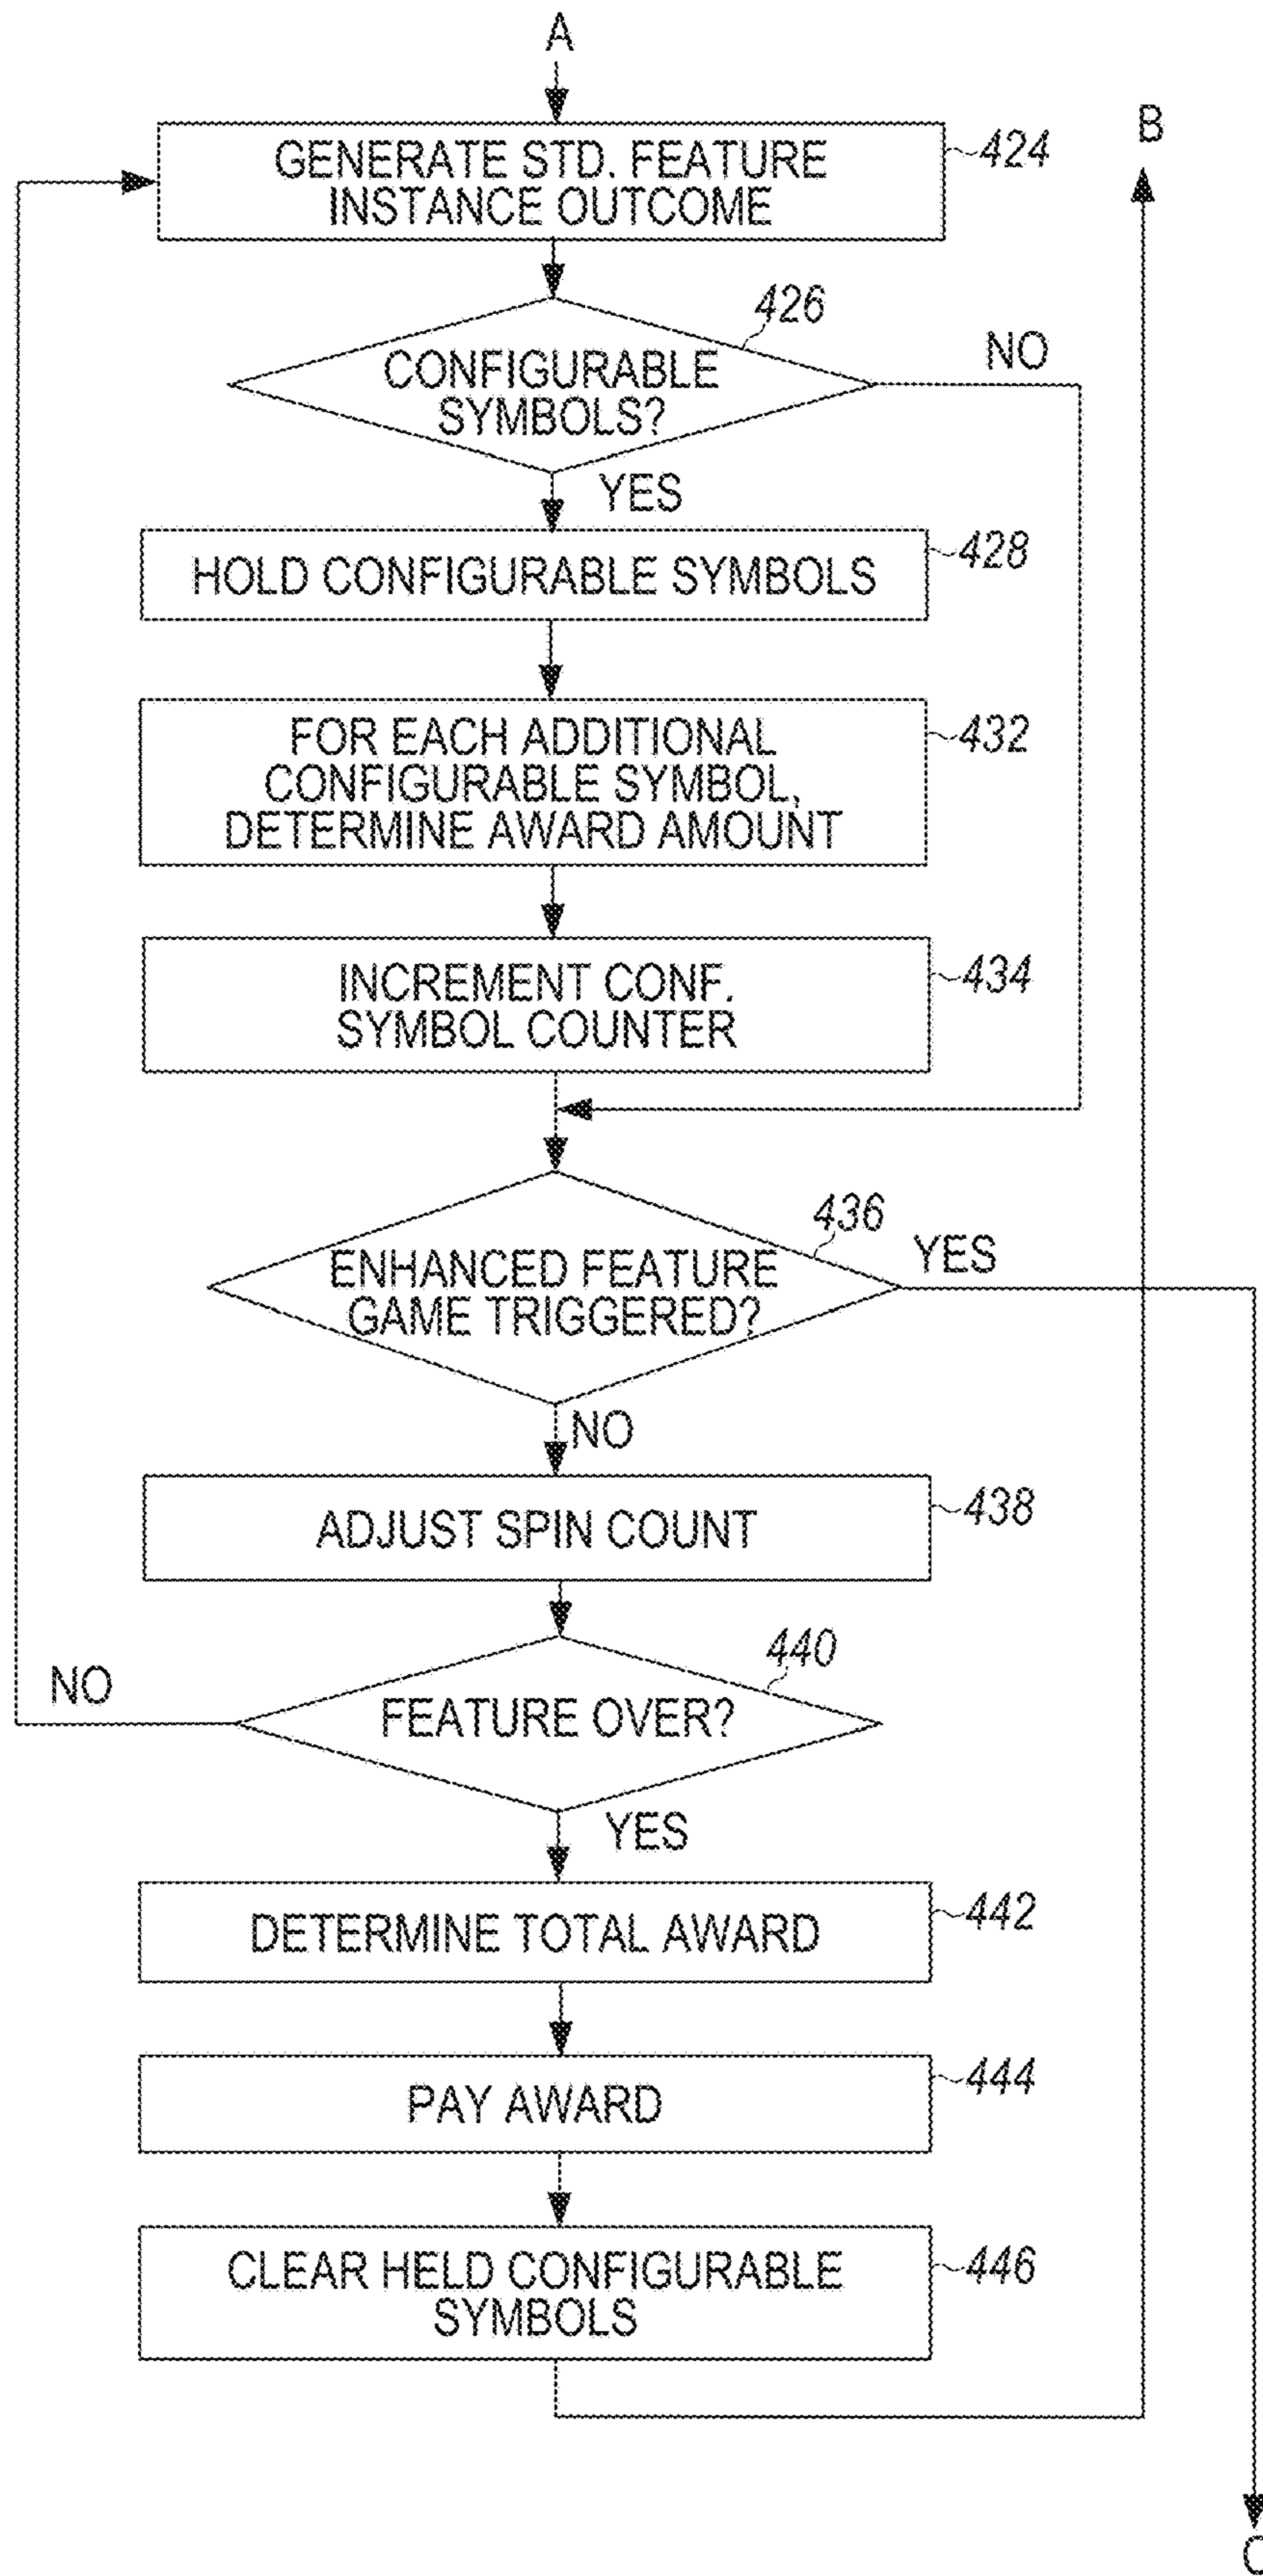 A
B
GENERATE STD. FEATURE
INSTANCE OUTCOME
424
426
CONFIGURABLE
SYMBOLS?
NO
YES
HOLD CONFIGURABLE SYMBOLS
428
FOR EACH ADDITIONAL
CONFIGURABLE SYMBOL,
DETERMINE AWARD AMOUNT
432
INCREMENT CONF.
SYMBOL COUNTER
434
436
ENHANCED FEATURE
GAME TRIGGERED?
YES
NO
ADJUST SPIN COUNT
438
440
FEATURE OVER?
NO
YES
DETERMINE TOTAL AWARD
442
PAY AWARD
444
CLEAR HELD CONFIGURABLE
SYMBOLS
446
C